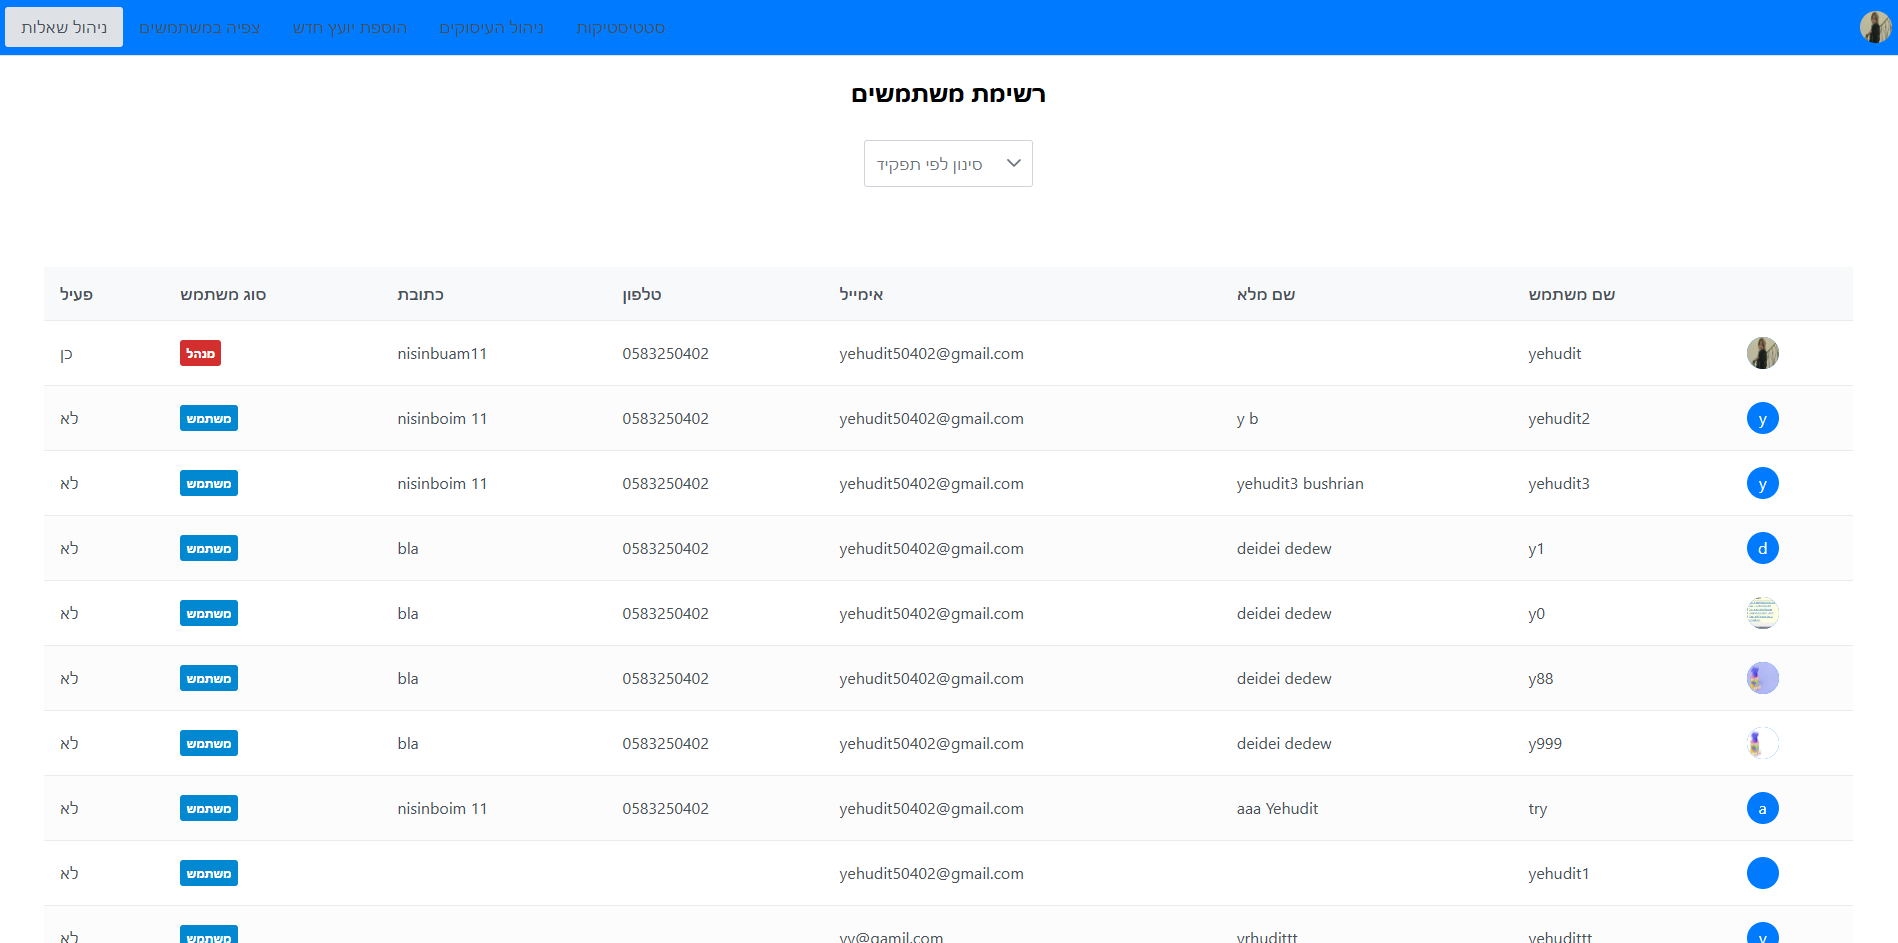 ניהול שאלות צפיה במשתמשים הוספת יועץ חדש ניהול העיסוקים סטטיסטיקות
רשימת משתמשים
סינון לפי תפקיד
פעיל סוג משתמש כתובת טלפון אימייל שם מלא שם משתמש
כן מנהל nisinbuam11 0583250402 yehudit50402@gmail.com yehudit
לא משתמש nisinboim 11 0583250402 yehudit50402@gmail.com y b yehudit2 y
לא משתמש nisinboim 11 0583250402 yehudit50402@gmail.com yehudit3 bushrian yehudit3 y
לא משתמש bla 0583250402 yehudit50402@gmail.com deidei dedew y1 d
לא משתמש bla 0583250402 yehudit50402@gmail.com deidei dedew y0
לא משתמש bla 0583250402 yehudit50402@gmail.com deidei dedew y88
לא משתמש bla 0583250402 yehudit50402@gmail.com deidei dedew y999
לא משתמש nisinboim 11 0583250402 yehudit50402@gmail.com aaa Yehudit try a
לא משתמש yehudit50402@gmail.com yehudit1
לא משתמש yy@gamil.com yrhudittt yehudittt y